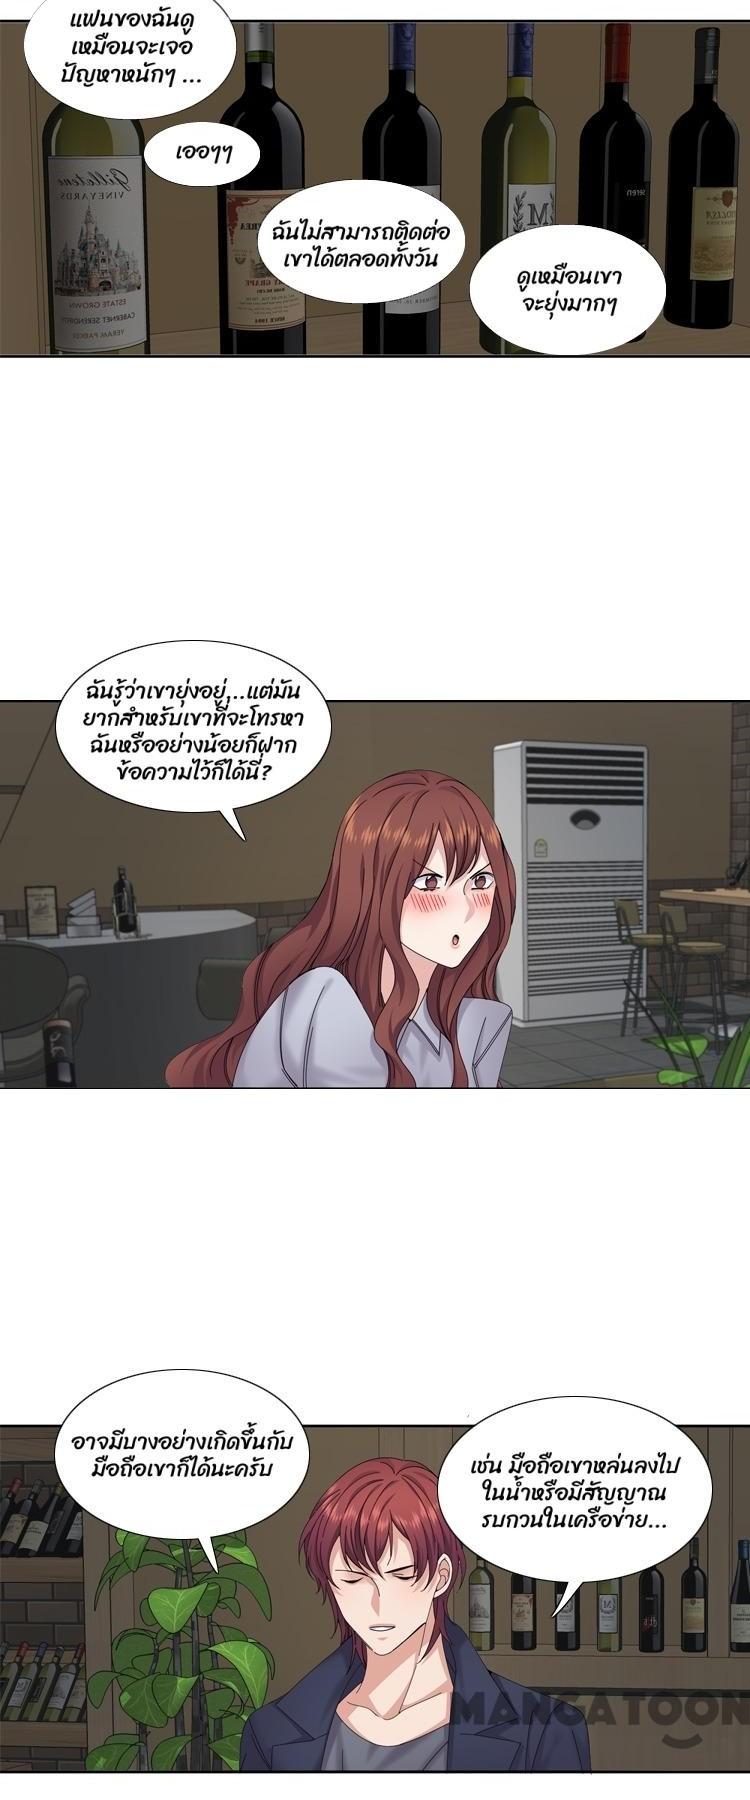 แฟนของฉันดู
เหมือนจะเจอ
ปัญหาหนักๆ ...
เออๆๆ
ฉันไม่สามารถติดต่อ
เขาได้ตลอดทั้งวัน
ดูเหมือนเขา
จะยุ่งมากๆ
Gillatene
VINEYARDS
ESTATE GROWN
CABERNET SERENDORITE
YERAM PARKER
SINCE 1994
M
seren
ฉันรู้ว่าเขายุ่งอยู่...แต่มัน
ยากสำหรับเขาที่จะโทรหา
ฉันหรืออย่างน้อยก็ฝาก
ข้อความไว้ก็ได้นี่?
อาจมีบางอย่างเกิดขึ้นกับ
มือถือเขาก็ได้นะครับ
เช่น มือถือเขาหล่นลงไป
ในน้ำหรือมีสัญญาณ
รบกวนในเครือข่าย...
MANGATOON